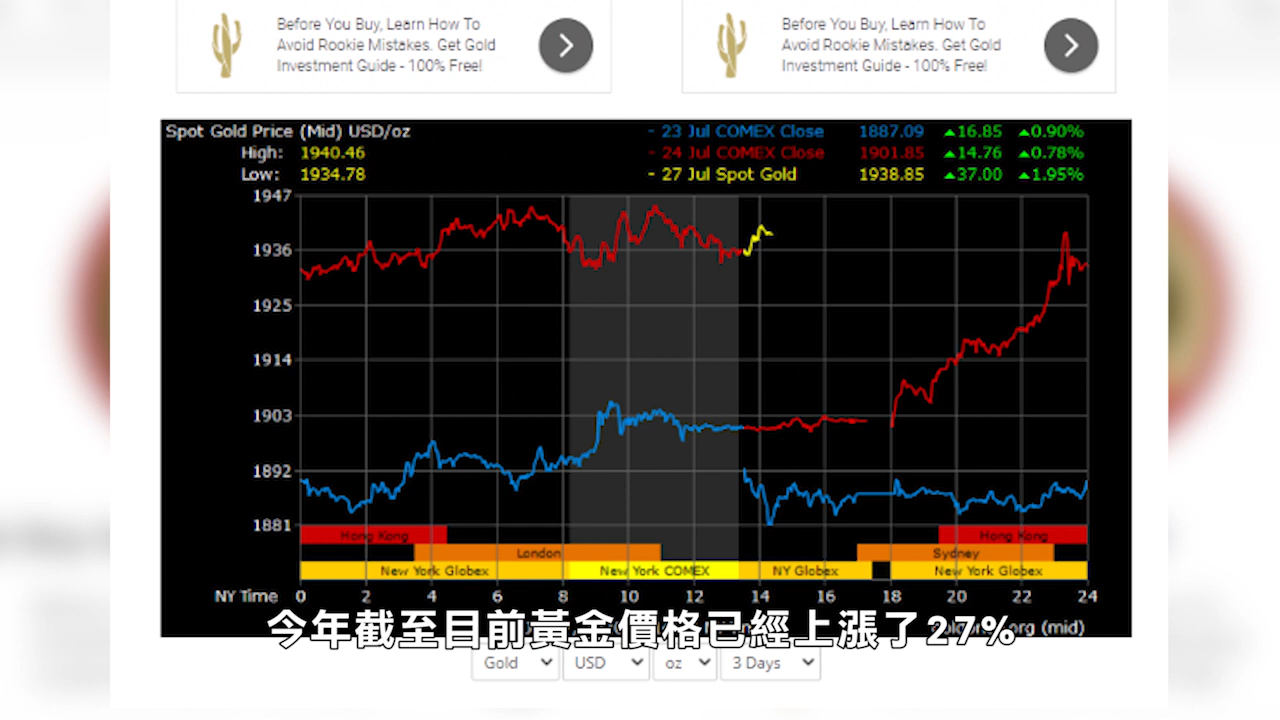 Before You Buy, Learn How To
Avoid Rookie Mistakes. Get Gold
Investment Guide - 100% Free!
Before You Buy, Learn How To
Avoid Rookie Mistakes. Get Gold
Investment Guide - 100% Free!
Spot Gold Price (Mid) USD/oz
High: 1940.46
Low: 1934.78
- 23 Jul COMEX Close 1887.09 ▲16.85 ▲0.90%
- 24 Jul COMEX Close 1901.85 ▲14.76 ▲0.78%
- 27 Jul Spot Gold 1938.85 ▲37.00 ▲1.95%
1947
1936
1925
1914
1903
1892
1881
Hong Kong Hong Kong
London Sydney
New York Globex New York COMEX NY Globex New York Globex
NY Time 0 2 4 6 8 10 12 14 16 18 20 22 24
(mid)
今年截至目前黃金價格已經上漲了27%
Gold USD oz 3 Days